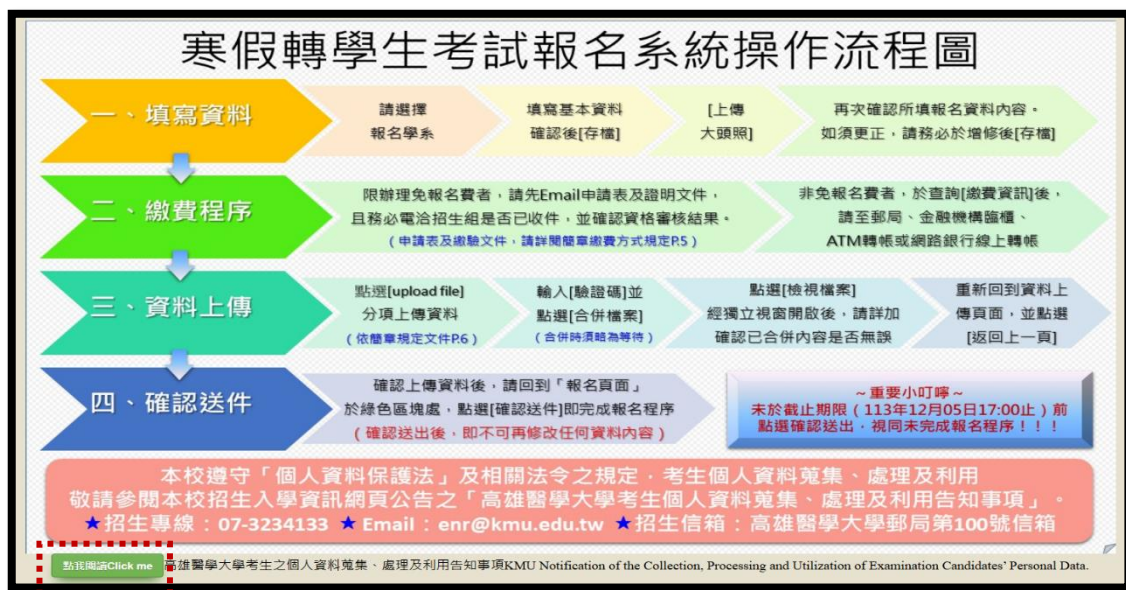 寒假轉學生考試報名系統操作流程圖
一、填寫資料
請選擇
報名學系
填寫基本資料
確認後[存檔]
[上傳
大頭照]
再次確認所填報名資料內容。
如須更正，請務必於增修後[存檔]
二、繳費程序
限辦理免報名費者，請先Email申請表及證明文件，
且務必電洽招生組是否已收件，並確認資格審核結果。
（申請表及繳驗文件，請詳閱簡章繳費方式規定P.5）
非免報名費者，於查詢[繳費資訊]後，
請至郵局、金融機構臨櫃、
ATM轉帳或網路銀行線上轉帳
三、資料上傳
點選[upload file]
分項上傳資料
（依簡章規定文件P.6）
輸入[驗證碼]並
點選[合併檔案]
（合併時須略為等待）
點選[檢視檔案]
經獨立視窗開啟後，請詳加
確認已合併內容是否無誤
重新回到資料上
傳頁面，並點選
[返回上一頁]
四、確認送件
確認上傳資料後，請回到「報名頁面」
於綠色區塊處，點選[確認送件]即完成報名程序
（確認送出後，即不可再修改任何資料內容）
～重要小叮嚀～
未於截止期限（113年12月05日17:00止）前
點選確認送出，視同未完成報名程序！！！
本校遵守「個人資料保護法」及相關法令之規定，考生個人資料蒐集、處理及利用
敬請參閱本校招生入學資訊網頁公告之「高雄醫學大學考生個人資料蒐集、處理及利用告知事項」。
★招生專線：07-3234133 ★ Email：enr@kmu.edu.tw ★招生信箱：高雄醫學大學郵局第100號信箱
點我閱讀Click me 高雄醫學大學考生之個人資料蒐集、處理及利用告知事項KMU Notification of the Collection, Processing and Utilization of Examination Candidates' Personal Data.